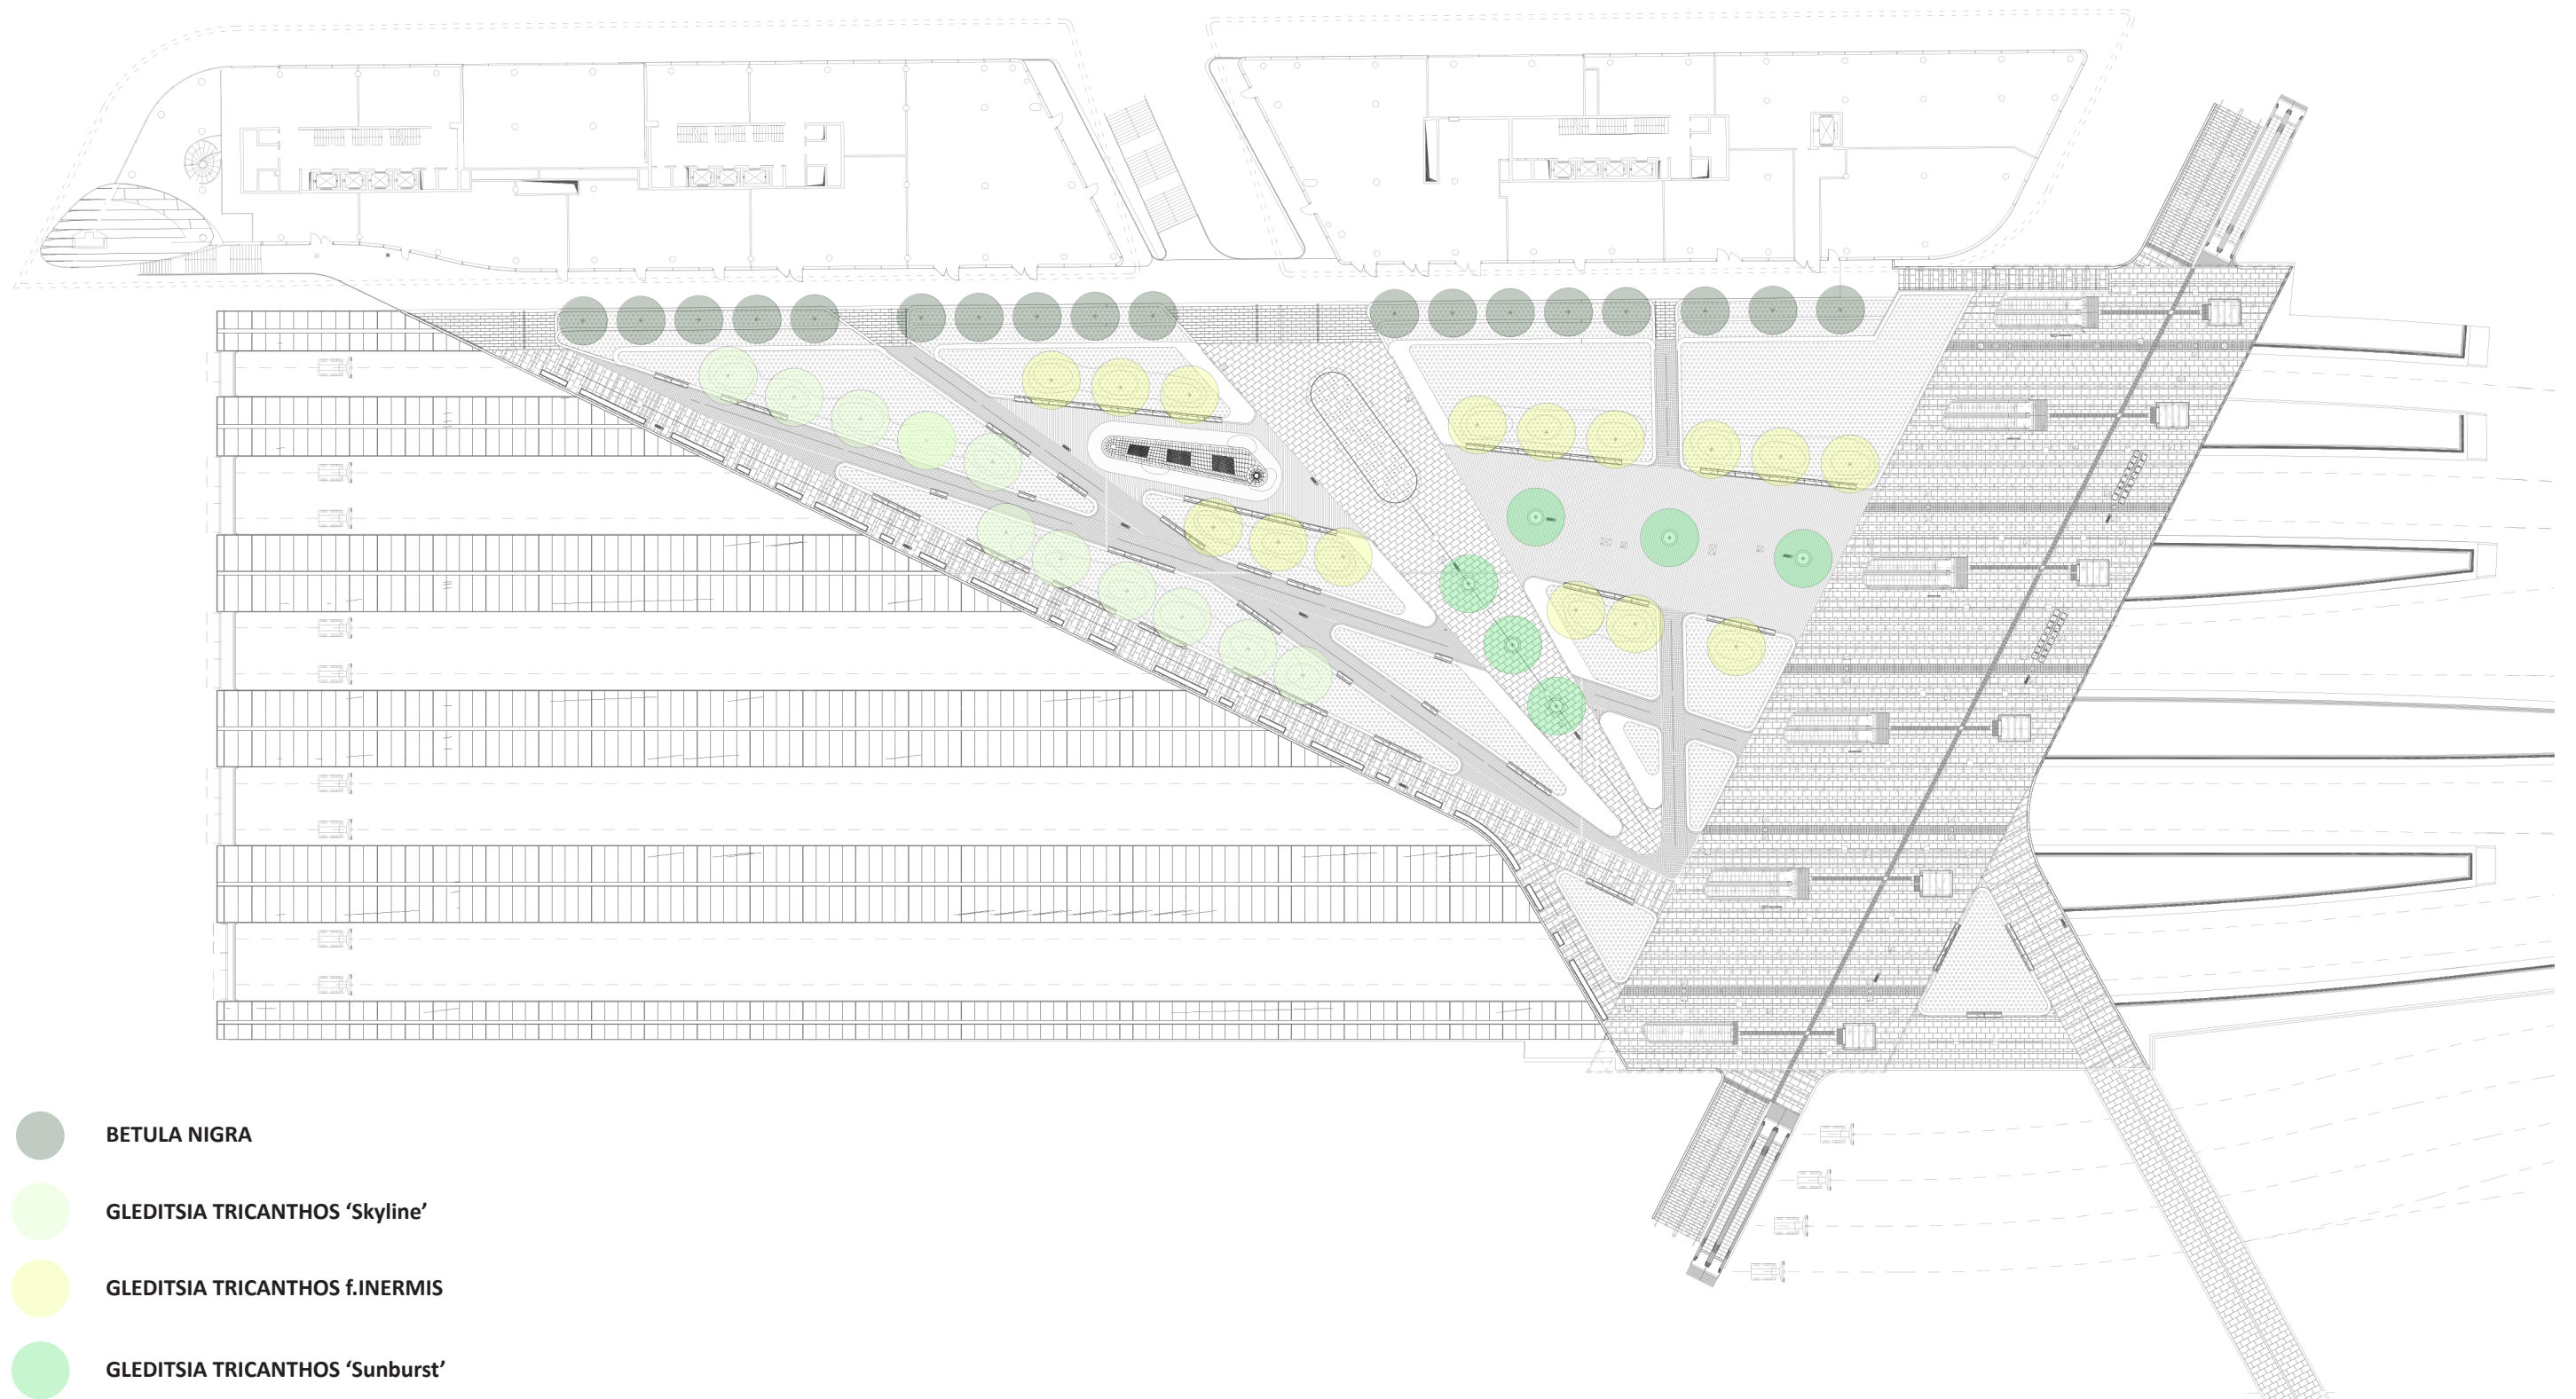 BETULA NIGRA
GLEDITSIA TRICANTHOS ‘Skyline’
GLEDITSIA TRICANTHOS f.INERMIS
GLEDITSIA TRICANTHOS ‘Sunburst’